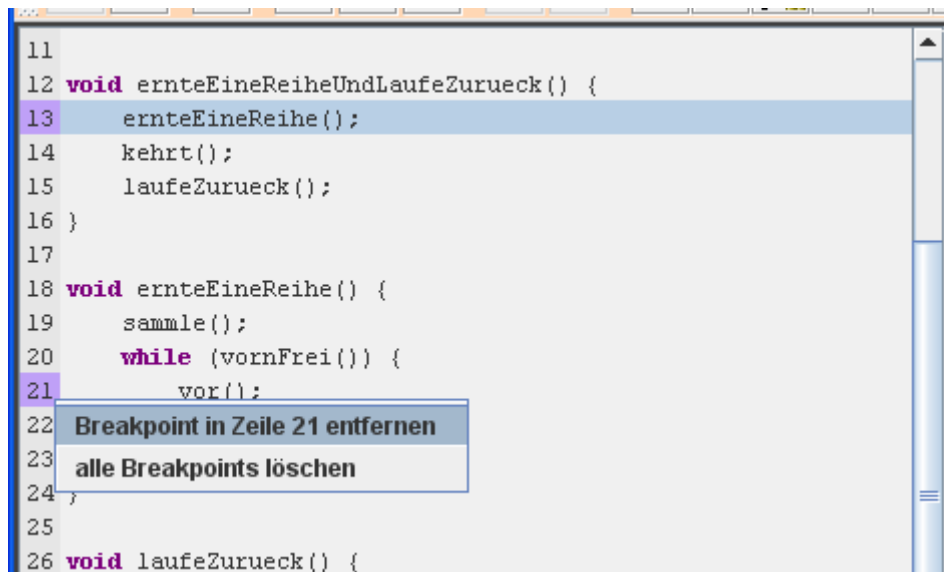 11
12 void ernteEineReiheUndLaufeZurueck() {
13     ernteEineReihe();
14     kehrt();
15     laufeZurueck();
16 }
17
18 void ernteEineReihe() {
19     sammle();
20     while (vornFrei()) {
21         vor();
22 Breakpoint in Zeile 21 entfernen
23 alle Breakpoints löschen
24 }
25
26 void laufeZurueck() {